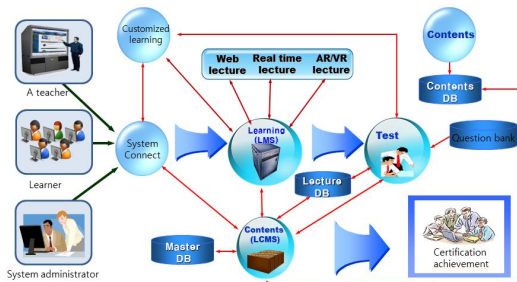 Customized
learning
Contents
Web
lecture
Real time
lecture
AR/VR
lecture
A teacher
Contents
DB
System
Connect
Learning
(LMS)
Test
Question bank
Learner
Lecture
DB
Contents
(LCMS)
Master
DB
System administrator
Certification
achievement